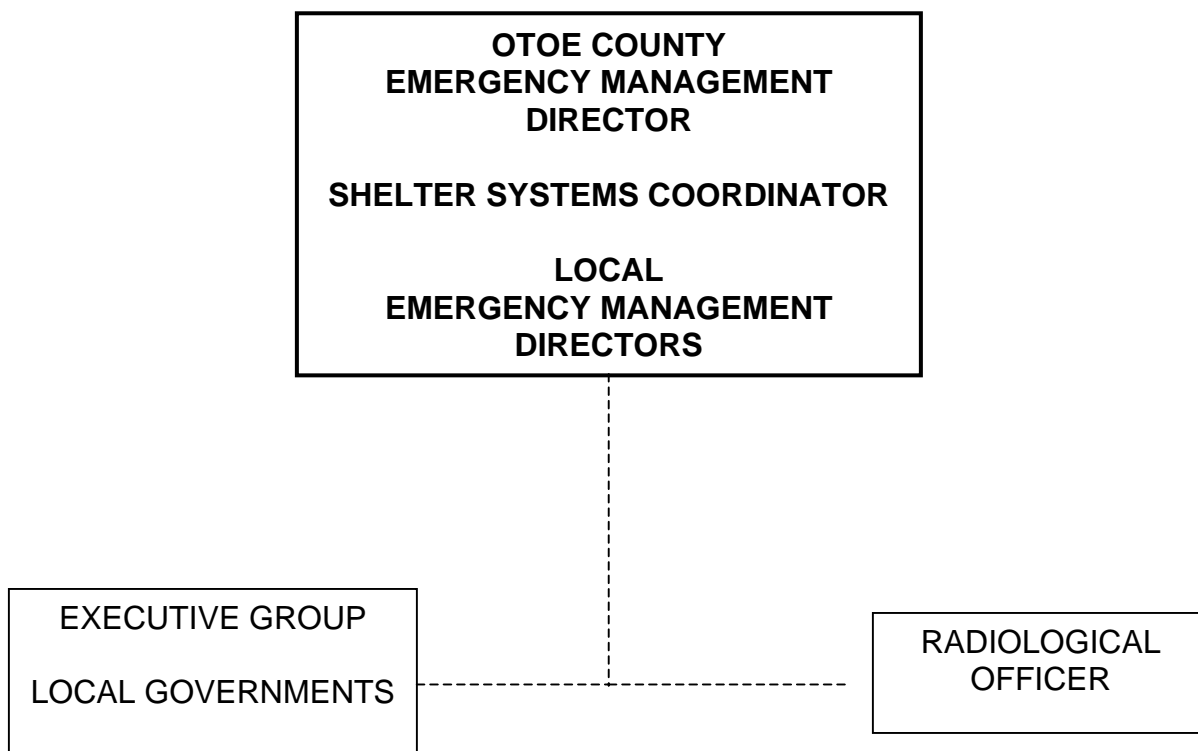 OTOE COUNTY
EMERGENCY MANAGEMENT
DIRECTOR
SHELTER SYSTEMS COORDINATOR
LOCAL
EMERGENCY MANAGEMENT
DIRECTORS
EXECUTIVE GROUP
LOCAL GOVERNMENTS
RADIOLOGICAL
OFFICER